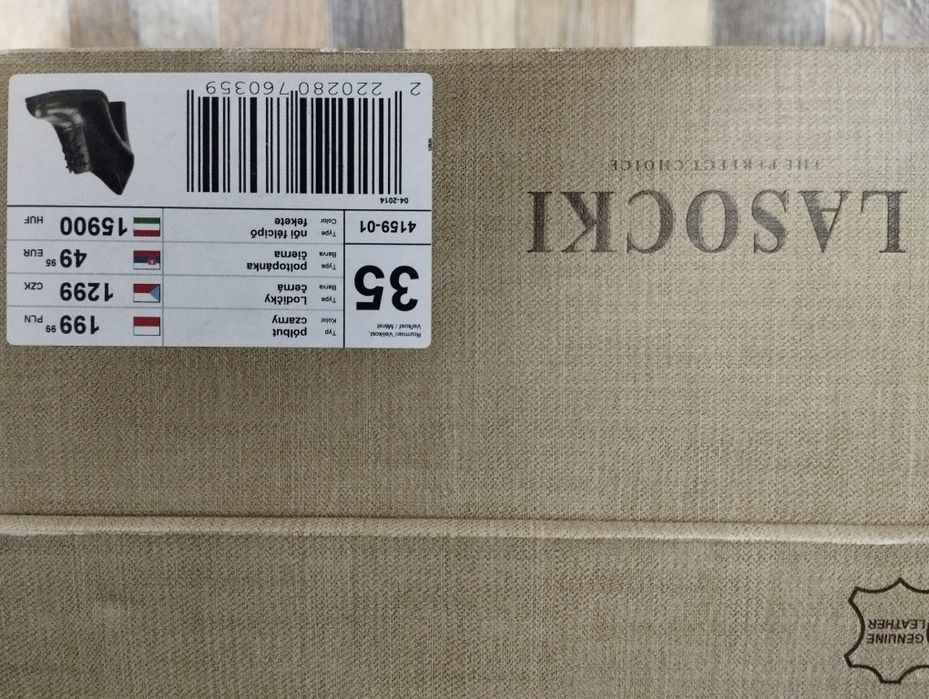 LASOCKI
THE PERFECT CHOICE
Rozmiar/ Velikost.
Veľkosť / Méret
35
4159-01
04-2014
Typ półbut
Kolor czarny
199 99 PLN
Type Lodičky
Barva černá
1299 CZK
Type poltopánka
Barva čierna
49 95 EUR
Type női félcipő
Color fekete
15900 HUF
2 220280 760359
GENUINE
LEATHER